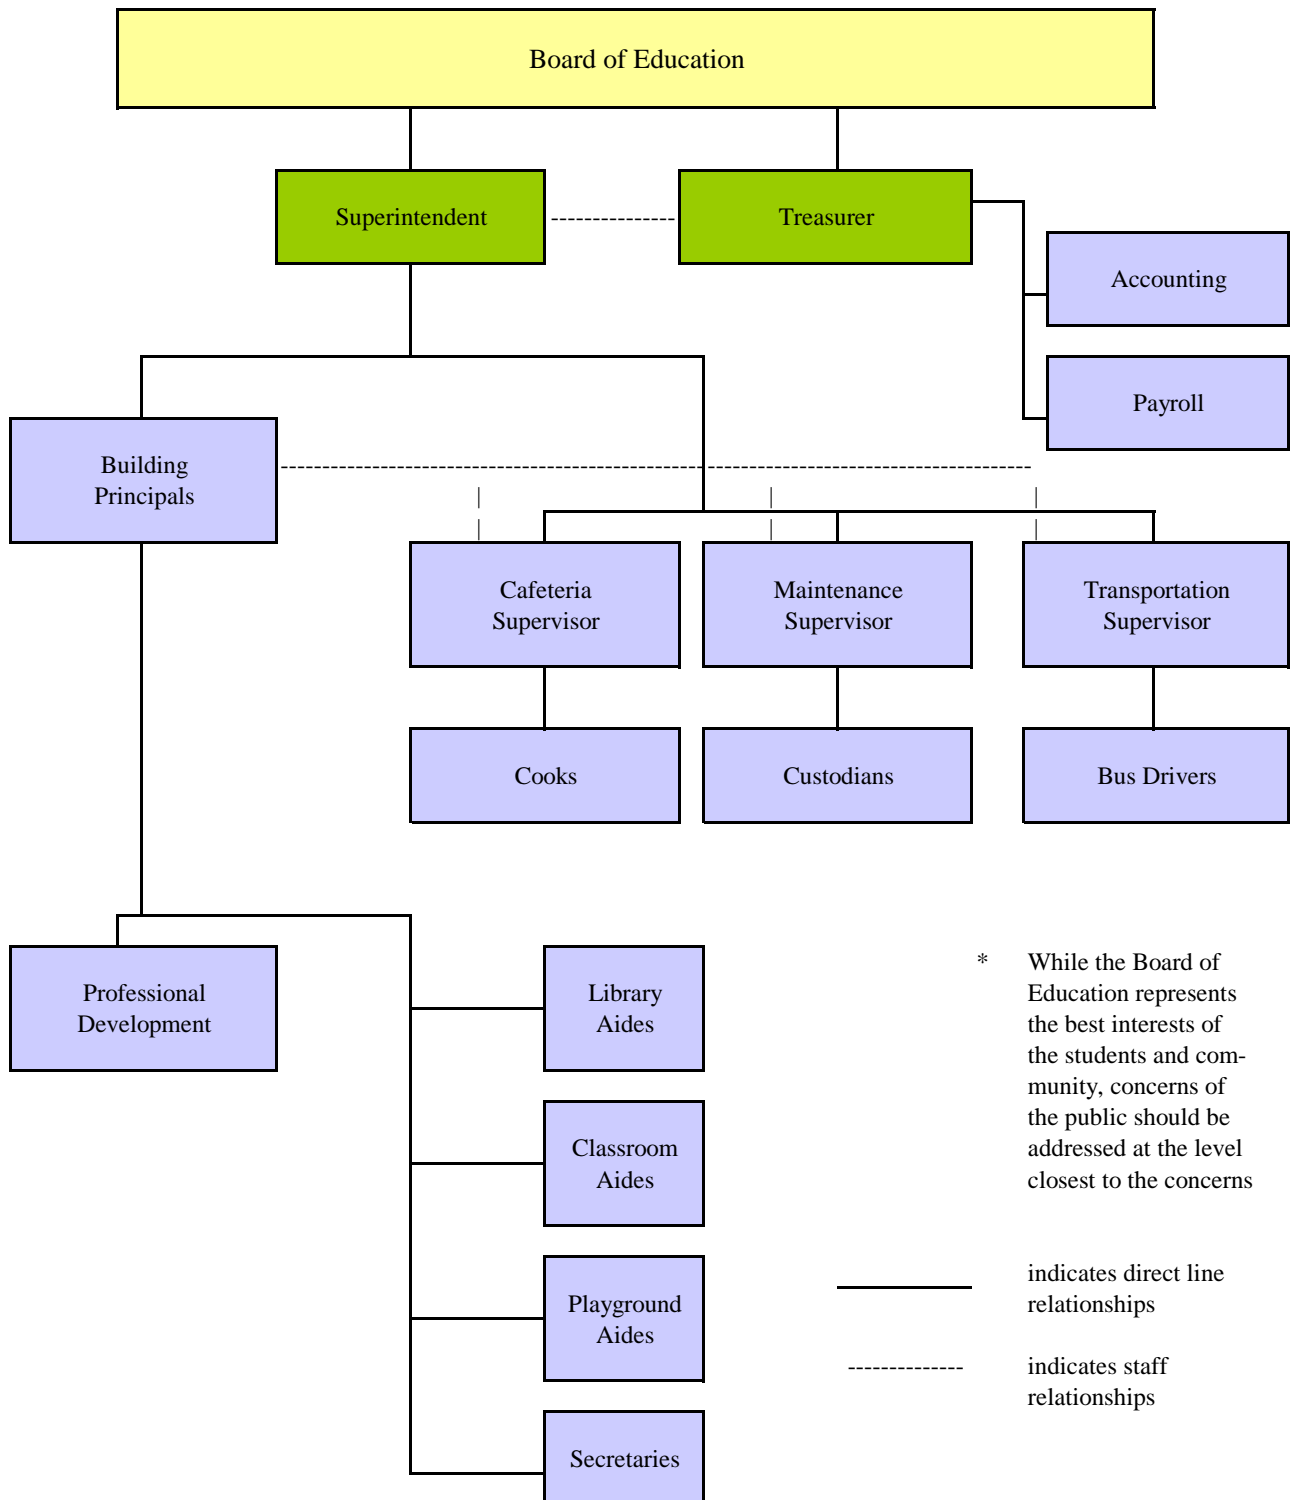 Board of Education
Superintendent
Treasurer
Accounting
Payroll
Building
Principals
Cafeteria
Supervisor
Maintenance
Supervisor
Transportation
Supervisor
Cooks
Custodians
Bus Drivers
Professional
Development
Library
Aides
Classroom
Aides
Playground
Aides
Secretaries
* While the Board of
Education represents
the best interests of
the students and com-
munity, concerns of
the public should be
addressed at the level
closest to the concerns
indicates direct line
relationships
indicates staff
relationships